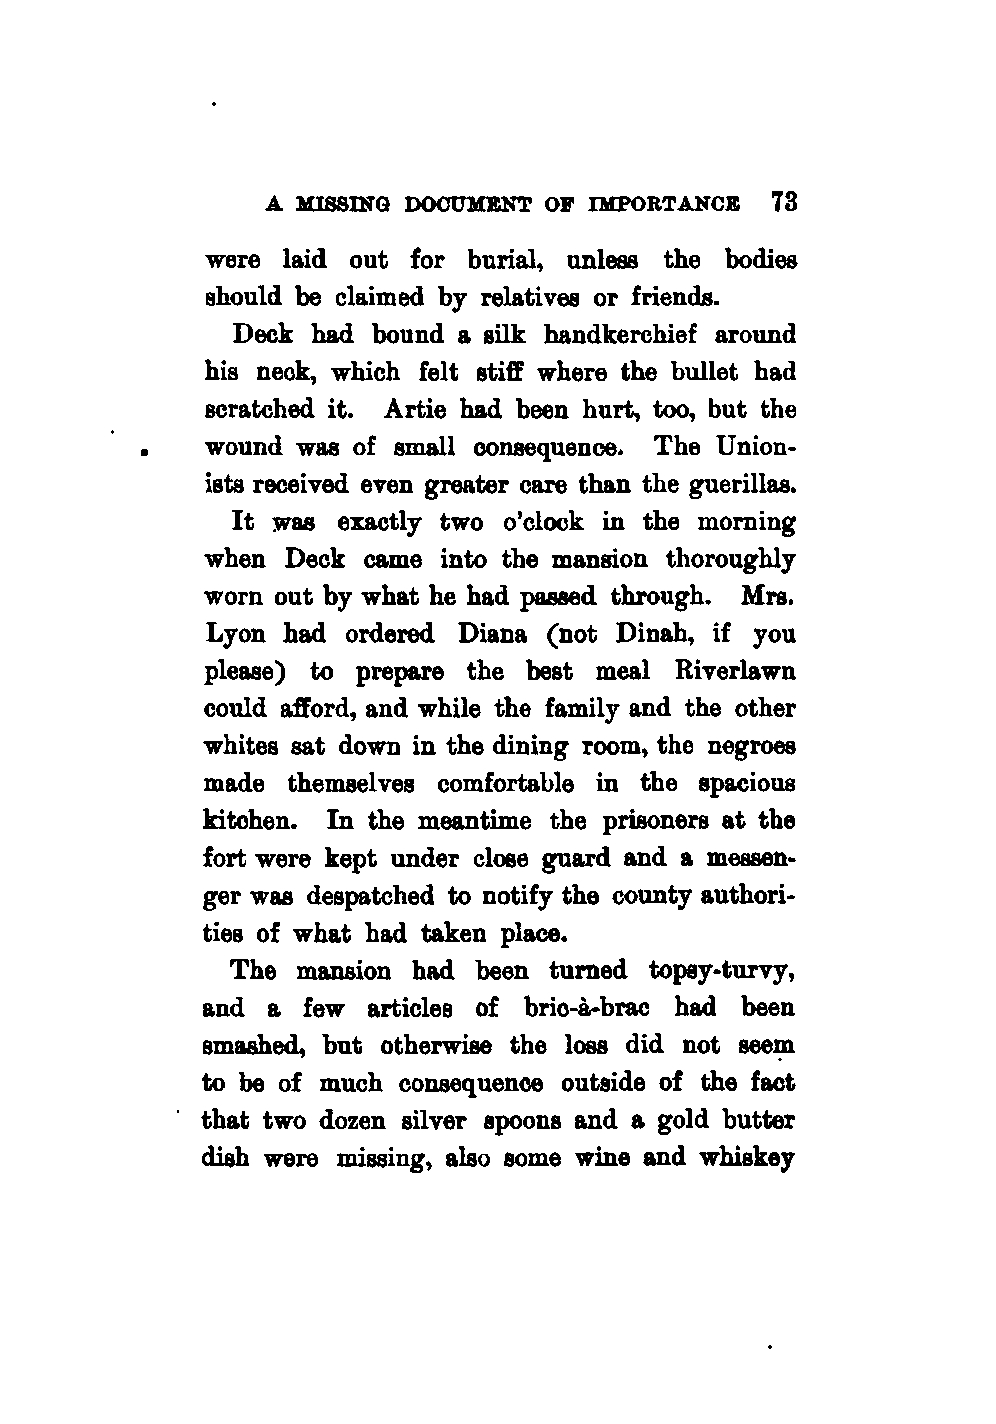 A MISSING DOCUMENT OF IMPORTANCE 73
were laid out for burial, unless the bodies
should be claimed by relatives or friends.
Deck had bound a silk handkerchief around
his neck, which felt stiff where the bullet had
scratched it. Artie had been hurt, too, but the
wound was of small consequence. The Union-
ists received even greater care than the guerillas.
It was exactly two o'clock in the morning
when Deck came into the mansion thoroughly
worn out by what he had passed through. Mrs.
Lyon had ordered Diana (not Dinah, if you
please) to prepare the best meal Riverlawn
could afford, and while the family and the other
whites sat down in the dining room, the negroes
made themselves comfortable in the spacious
kitchen. In the meantime the prisoners at the
fort were kept under close guard and a messen-
ger was despatched to notify the county authori-
ties of what had taken place.
The mansion had been turned topsy-turvy,
and a few articles of bric-à-brac had been
smashed, but otherwise the loss did not seem
to be of much consequence outside of the fact
that two dozen silver spoons and a gold butter
dish were missing, also some wine and whiskey